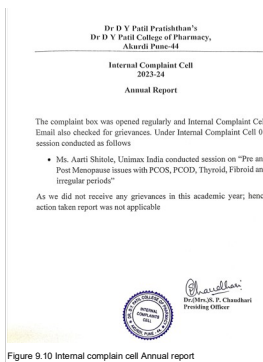 Dr D Y Patil Pratishthan's
Dr D Y Patil College of Pharmacy,
Akurdi Pune-44
Internal Complaint Cell
2023-24
Annual Report
The complaint box was opened regularly and Internal Complaint Cel
Email also checked for grievances. Under Internal Complaint Cell 0
session conducted as follows
• Ms. Aarti Shitole, Unimax India conducted session on "Pre an
Post Menopause issues with PCOS, PCOD, Thyroid, Fibroid an
irregular periods"
As we did not receive any grievances in this academic year; henc
action taken report was not applicable
Chaudhari
Dr.(Mrs.)S. P. Chaudhari
Presiding Officer
INTERNAL
COMPLAINTS
CELL
Figure 9.10 Internal complain cell Annual report